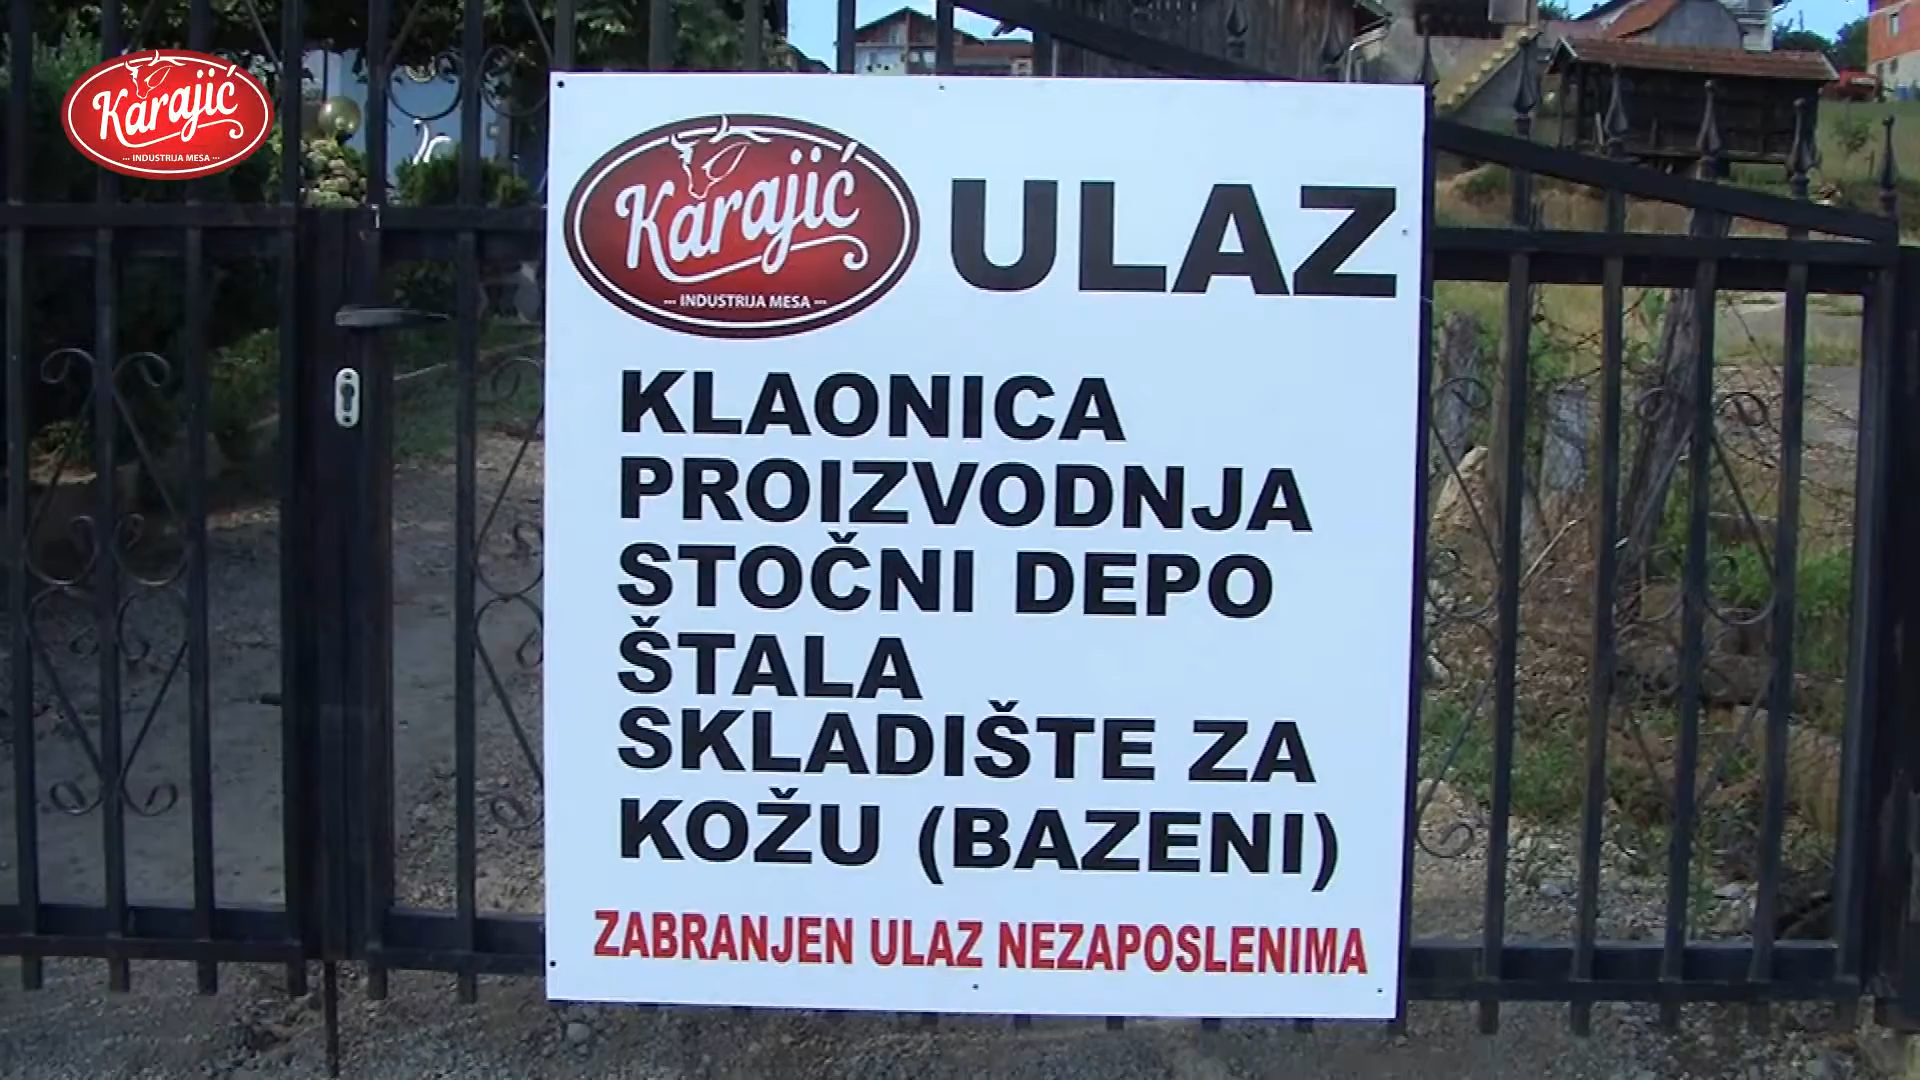 Karajić
--- INDUSTRIJA MESA ---
Karajić
--- INDUSTRIJA MESA ---
ULAZ
KLAONICA
PROIZVODNJA
STOČNI DEPO
ŠTALA
SKLADIŠTE ZA
KOŽU (BAZENI)
ZABRANJEN ULAZ NEZAPOSLENIMA